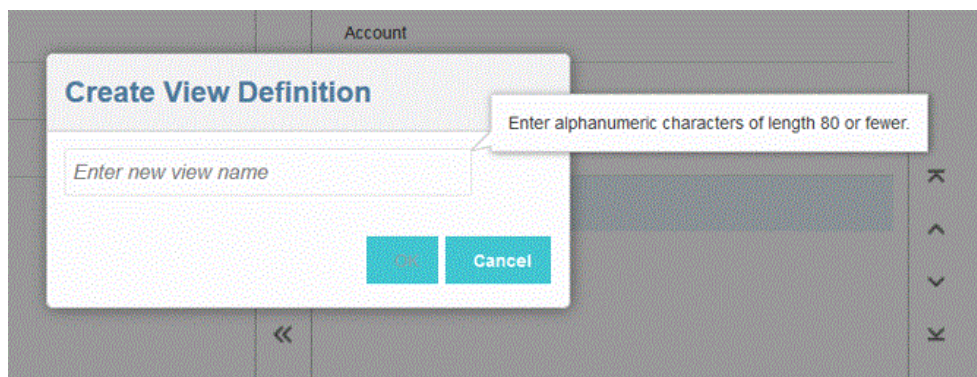 Account
Create View Definition
Enter alphanumeric characters of length 80 or fewer.
Enter new view name
OK
Cancel